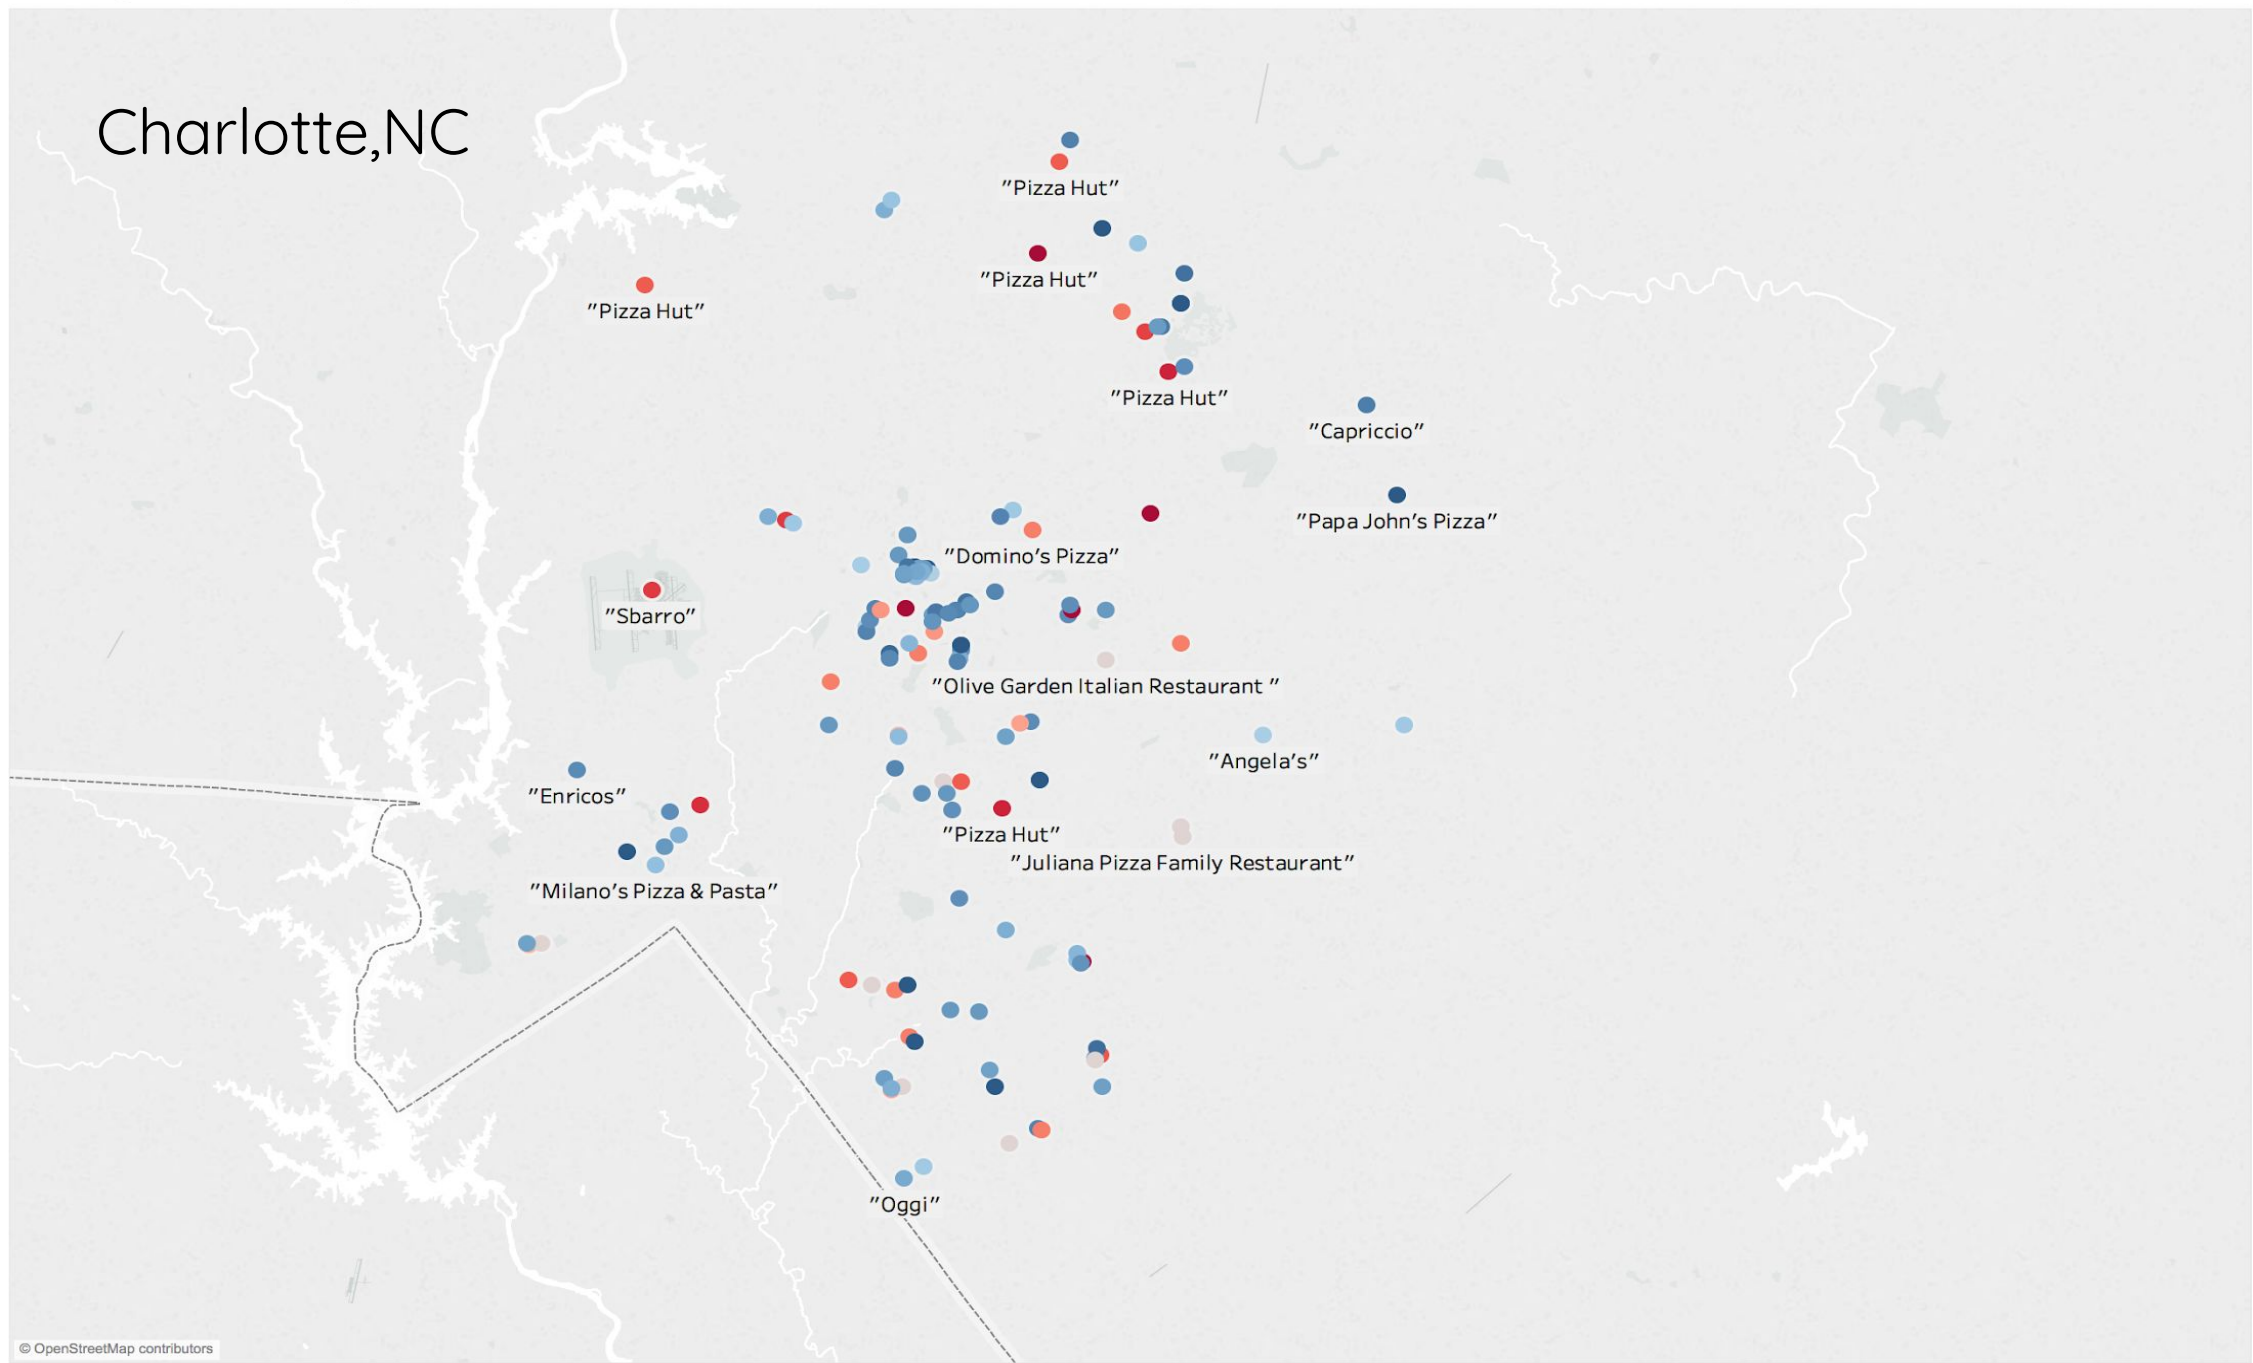 Charlotte,NC
"Pizza Hut"
"Pizza Hut"
"Pizza Hut"
"Pizza Hut"
"Capriccio"
"Papa John's Pizza"
"Domino's Pizza"
"Sbarro"
"Olive Garden Italian Restaurant "
"Angela's"
"Enricos"
"Pizza Hut"
"Juliana Pizza Family Restaurant"
"Milano's Pizza & Pasta"
"Oggi"
© OpenStreetMap contributors